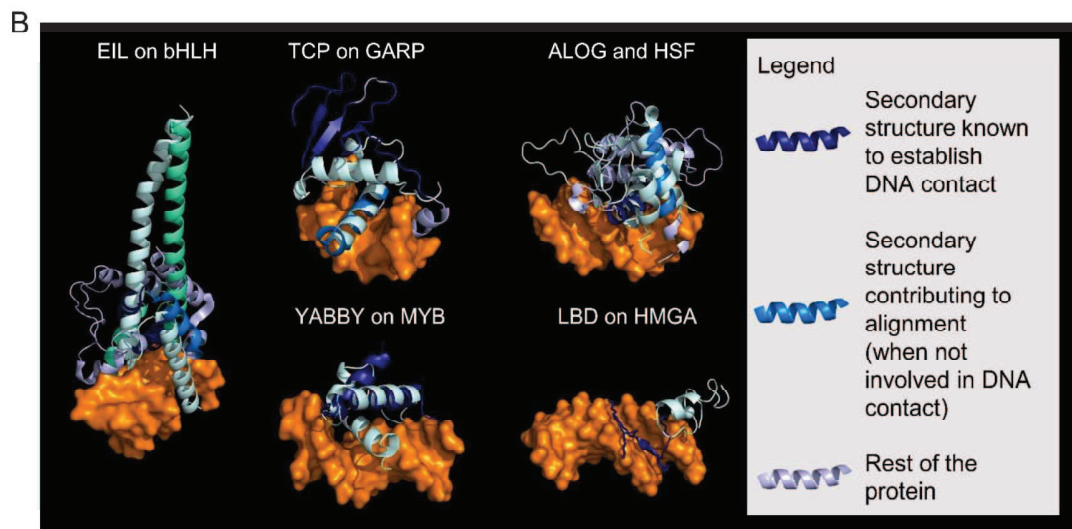 B
EIL on bHLH
TCP on GARP
ALOG and HSF
YABBY on MYB
LBD on HMGA
Legend
Secondary
structure known
to establish
DNA contact
Secondary
structure
contributing to
alignment
(when not
involved in DNA
contact)
Rest of the
protein